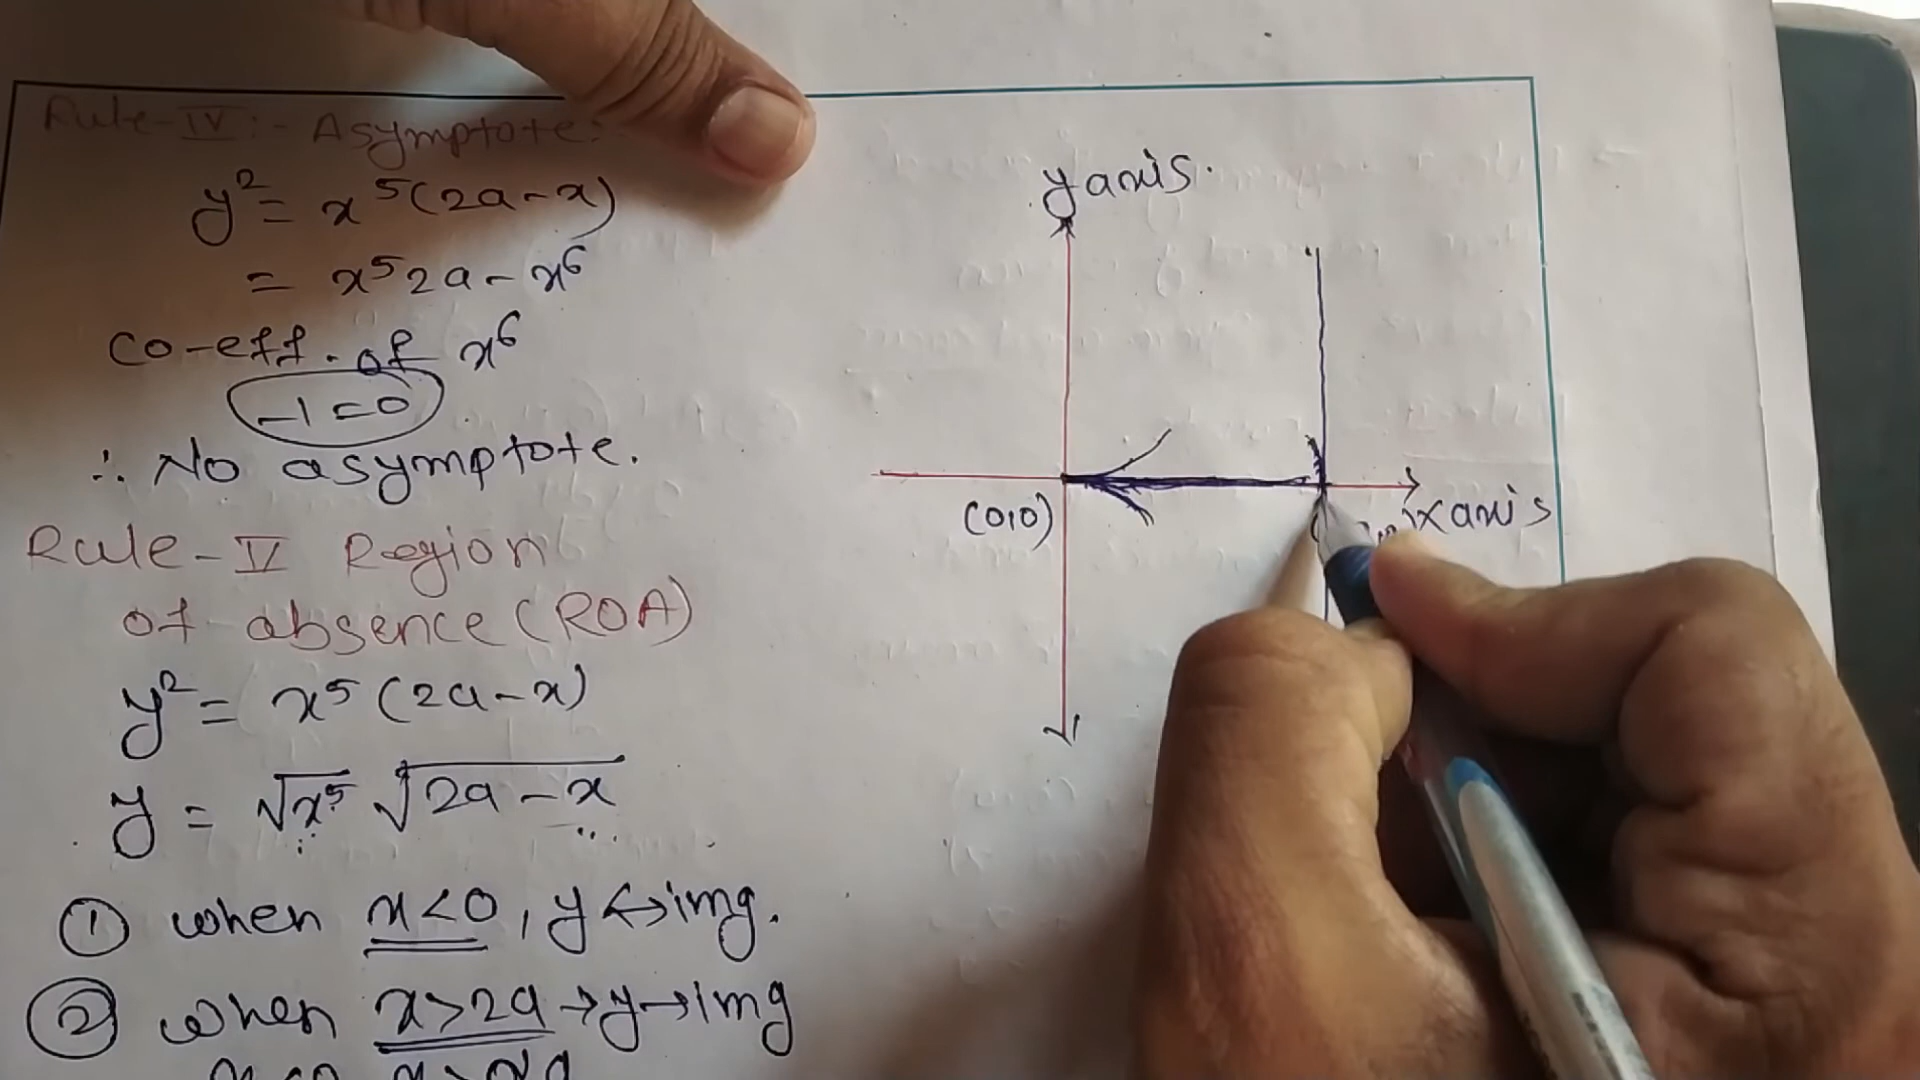 Rule-IV:- Asymptote:
y² = x⁵(2a-x)
= x⁵2a-x⁶
co-eff. of x⁶
-1=0
∴ No asymptote.
Rule-V Region
of absence (ROA)
y² = x⁵(2a-x)
y = √x⁵ √2a-x
① when x<0, y↔img.
② when x>2a→y→img
y axis.
(0,0)
x axis